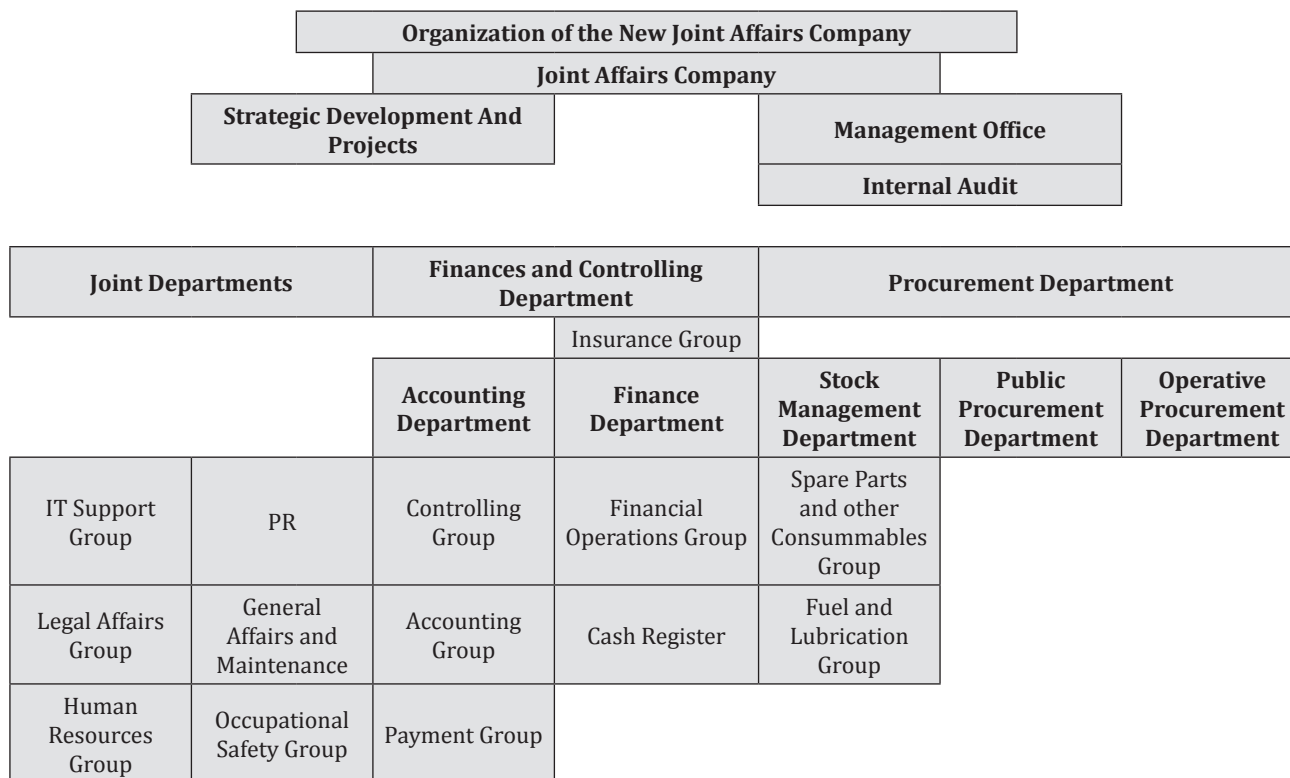 Organization of the New Joint Affairs Company
Joint Affairs Company
Strategic Development And
Projects
Management Office
Internal Audit
Joint Departments
Finances and Controlling
Department
Procurement Department
Insurance Group
Accounting
Department
Finance
Department
Stock
Management
Department
Public
Procurement
Department
Operative
Procurement
Department
IT Support
Group
PR
Controlling
Group
Financial
Operations Group
Spare Parts
and other
Consummables
Group
Legal Affairs
Group
General
Affairs and
Maintenance
Accounting
Group
Cash Register
Fuel and
Lubrication
Group
Human
Resources
Group
Occupational
Safety Group
Payment Group